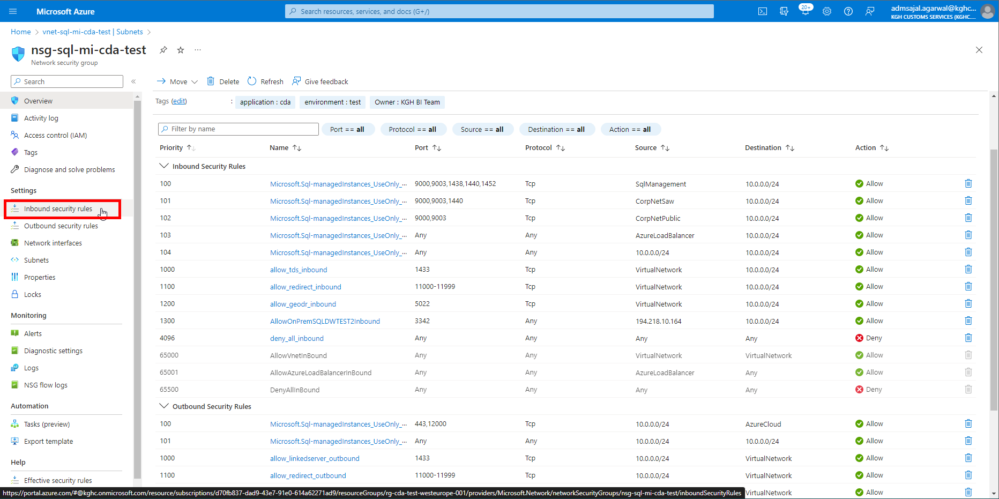 Microsoft Azure
Search resources, services, and docs (G+/)
20+
admsajal.agarwal@kghc...
KGH CUSTOMS SERVICES (KGHC....
Home > vnet-sql-mi-cda-test | Subnets >
nsg-sql-mi-cda-test
Network security group
Search
Move Delete Refresh Give feedback
Overview
Activity log
Access control (IAM)
Tags
Diagnose and solve problems
Settings
Inbound security rules
Outbound security rules
Network interfaces
Subnets
Properties
Locks
Monitoring
Alerts
Diagnostic settings
Logs
NSG flow logs
Automation
Tasks (preview)
Export template
Help
Effective security rules
Tags (edit) : application : cda environment : test Owner : KGH BI Team
Filter by name Port == all Protocol == all Source == all Destination == all Action == all
Priority Name Port Protocol Source Destination Action
Inbound Security Rules
100 Microsoft.Sql-managedInstances_UseOnly_... 9000,9003,1438,1440,1452 Tcp SqlManagement 10.0.0.0/24 Allow
101 Microsoft.Sql-managedInstances_UseOnly_... 9000,9003,1440 Tcp CorpNetSaw 10.0.0.0/24 Allow
102 Microsoft.Sql-managedInstances_UseOnly_... 9000,9003 Tcp CorpNetPublic 10.0.0.0/24 Allow
103 Microsoft.Sql-managedInstances_UseOnly_... Any Any AzureLoadBalancer 10.0.0.0/24 Allow
104 Microsoft.Sql-managedInstances_UseOnly_... Any Any 10.0.0.0/24 10.0.0.0/24 Allow
1000 allow_tds_inbound 1433 Tcp VirtualNetwork 10.0.0.0/24 Allow
1100 allow_redirect_inbound 11000-11999 Tcp VirtualNetwork 10.0.0.0/24 Allow
1200 allow_geodr_inbound 5022 Tcp VirtualNetwork 10.0.0.0/24 Allow
1300 AllowOnPremSQLDWTEST2Inbound 3342 Any 194.218.10.164 10.0.0.0/24 Allow
4096 deny_all_inbound Any Any Any Any Deny
65000 AllowVnetInBound Any Any VirtualNetwork VirtualNetwork Allow
65001 AllowAzureLoadBalancerInBound Any Any AzureLoadBalancer Any Allow
65500 DenyAllInBound Any Any Any Any Deny
Outbound Security Rules
100 Microsoft.Sql-managedInstances_UseOnly_... 443,12000 Tcp 10.0.0.0/24 AzureCloud Allow
101 Microsoft.Sql-managedInstances_UseOnly_... Any Any 10.0.0.0/24 10.0.0.0/24 Allow
1000 allow_linkedserver_outbound 1433 Tcp 10.0.0.0/24 VirtualNetwork Allow
1100 allow_redirect_outbound 11000-11999 Tcp 10.0.0.0/24 VirtualNetwork Allow
VirtualNetwork Allow
https://portal.azure.com/#@kghc.onmicrosoft.com/resource/subscriptions/d70fb837-dad9-43e7-91e0-614a62271ad9/resourceGroups/rg-cda-test-westeurope-001/providers/Microsoft.Network/networkSecurityGroups/nsg-sql-mi-cda-test/inboundSecurityRules